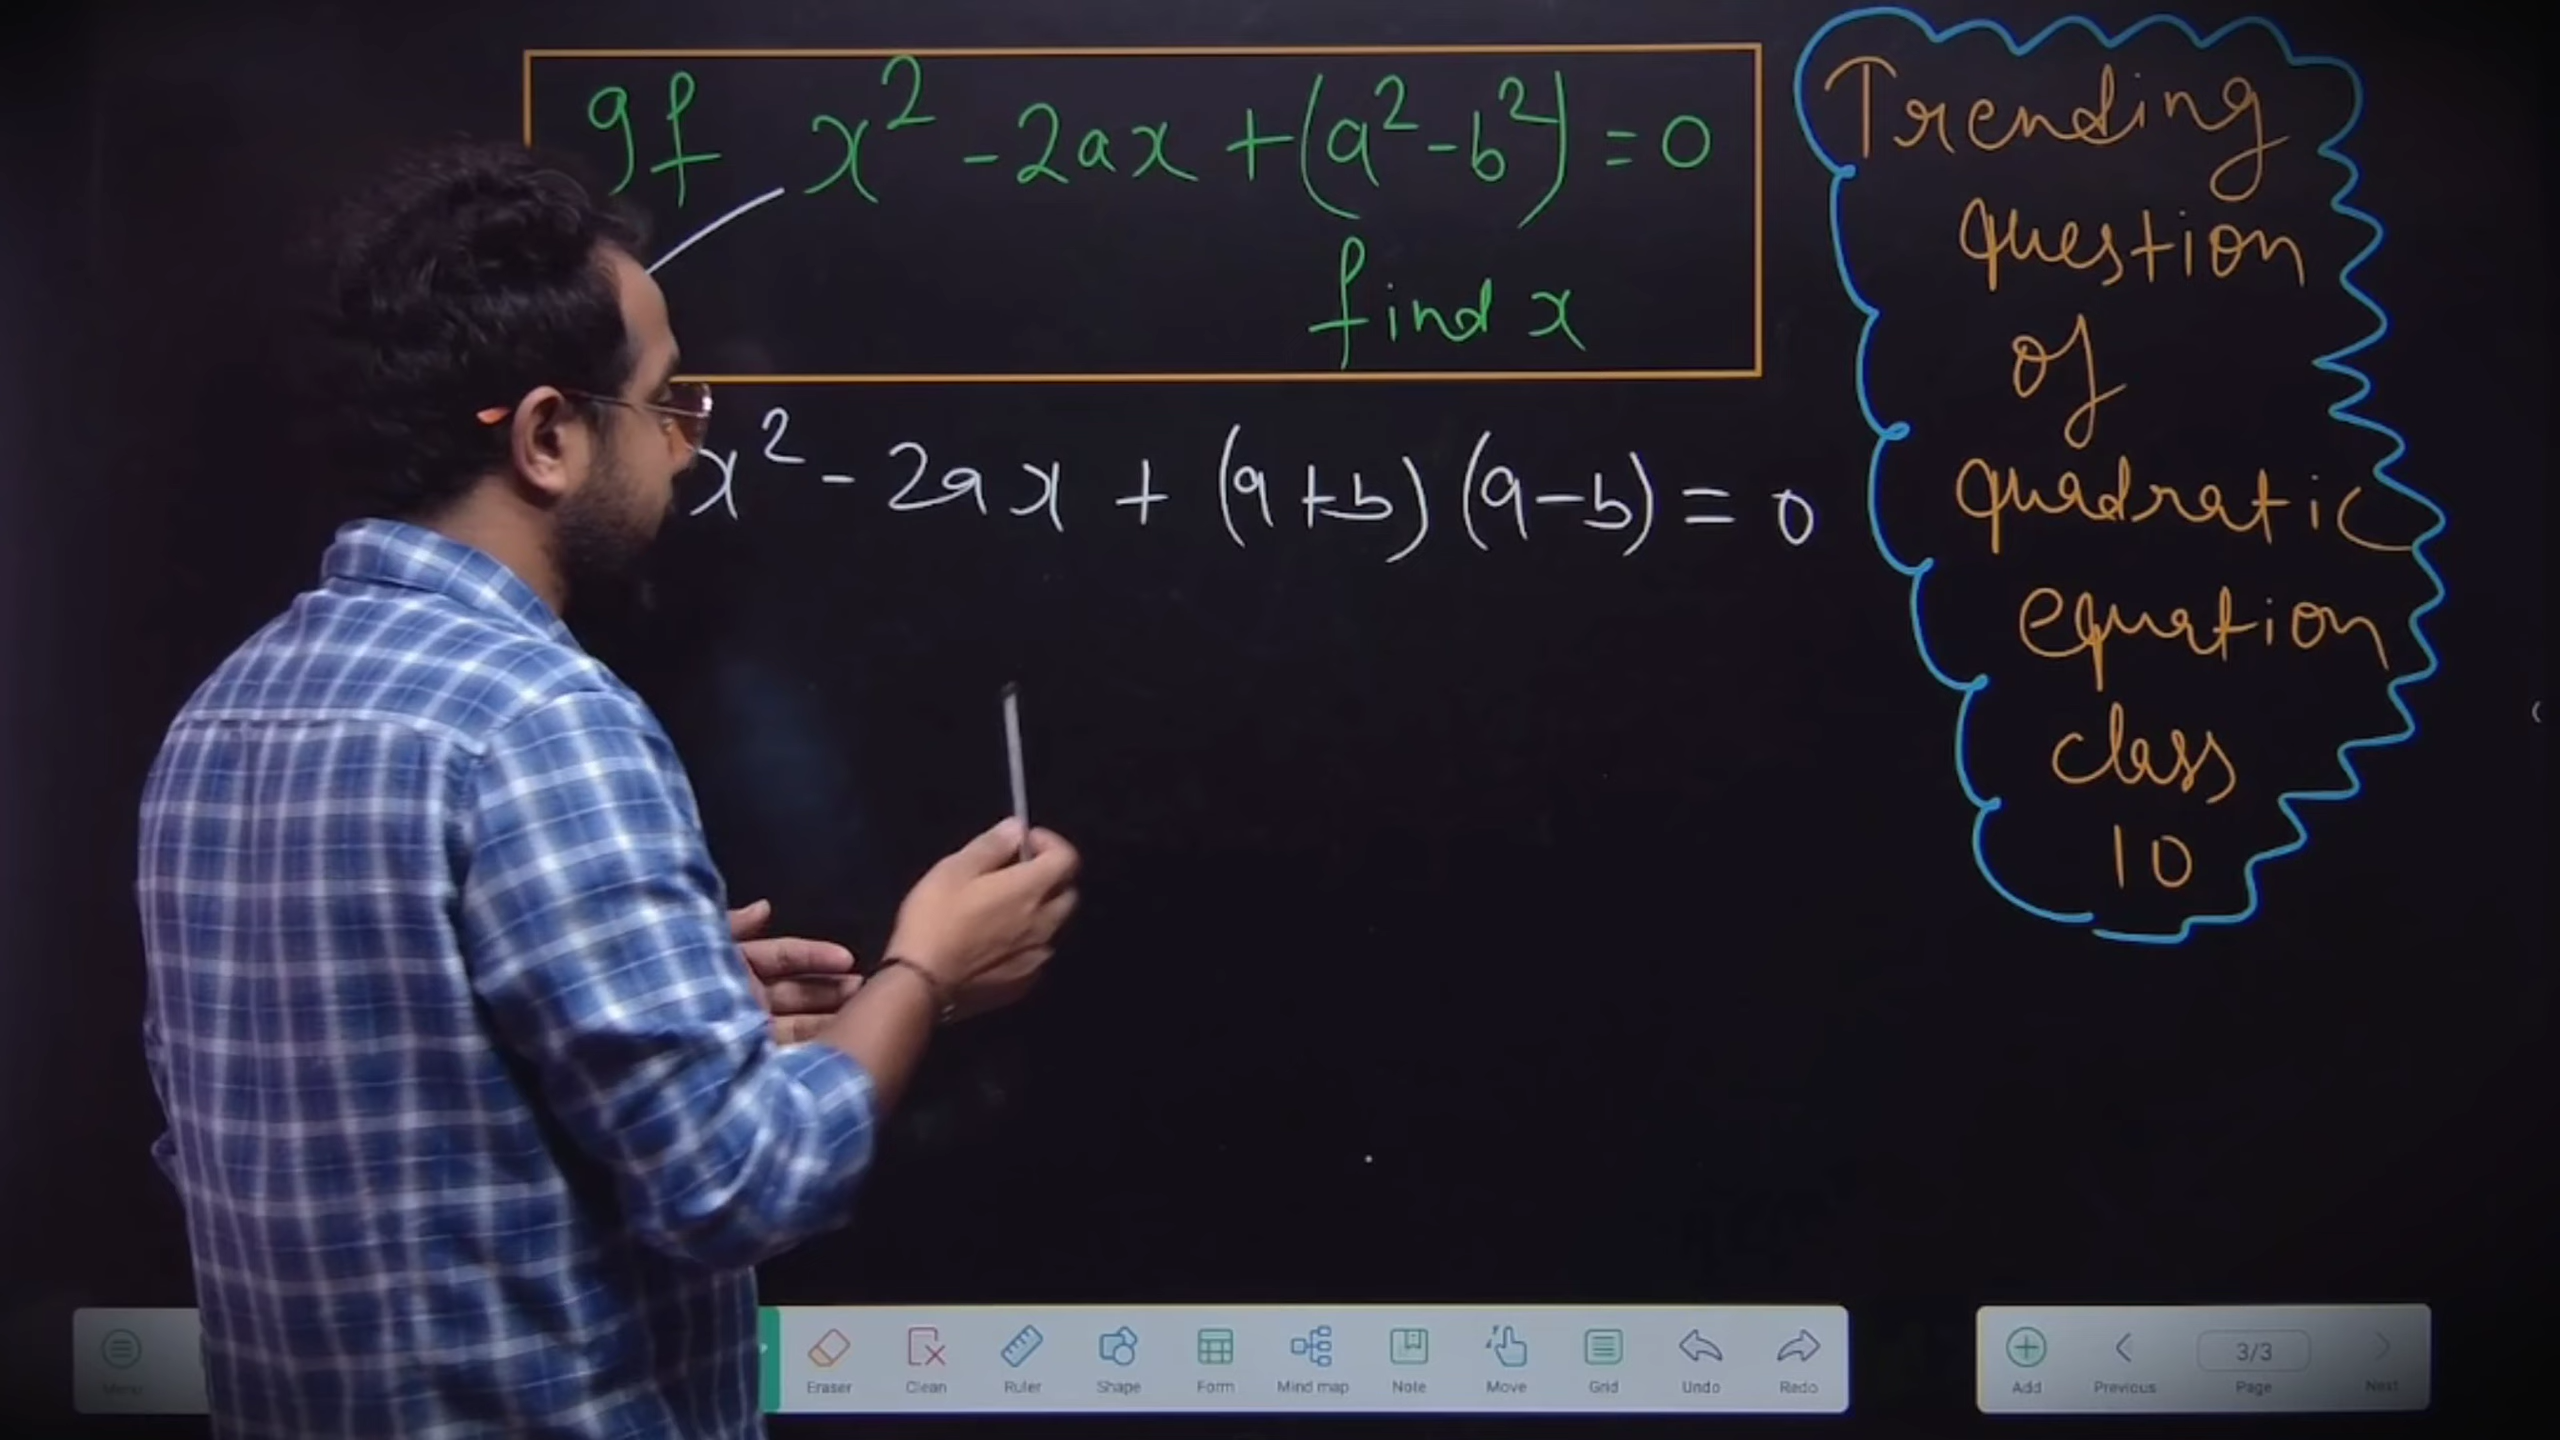 If x² - 2ax + (a² - b²) = 0
find x
x² - 2ax + (a + b) (a - b) = 0
Trending
question
of
quadratic
equation
class
10
Menu
Eraser
Clean
Ruler
Shape
Form
Mind map
Note
Move
Grid
Undo
Redo
Add
Previous
3/3
Page
Next